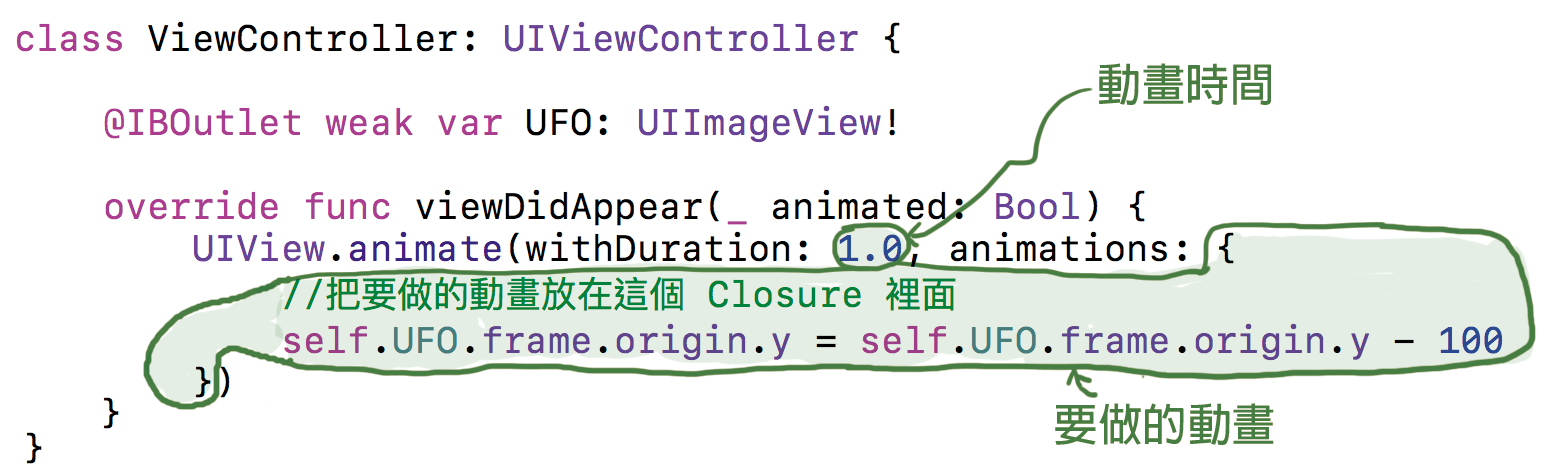 class ViewController: UIViewController {
動畫時間
@IBOutlet weak var UFO: UIImageView!
override func viewDidAppear(_ animated: Bool) {
UIView.animate(withDuration: 1.0, animations: {
//把要做的動畫放在這個 Closure 裡面
self.UFO.frame.origin.y = self.UFO.frame.origin.y - 100
})
}
要做的動畫
}